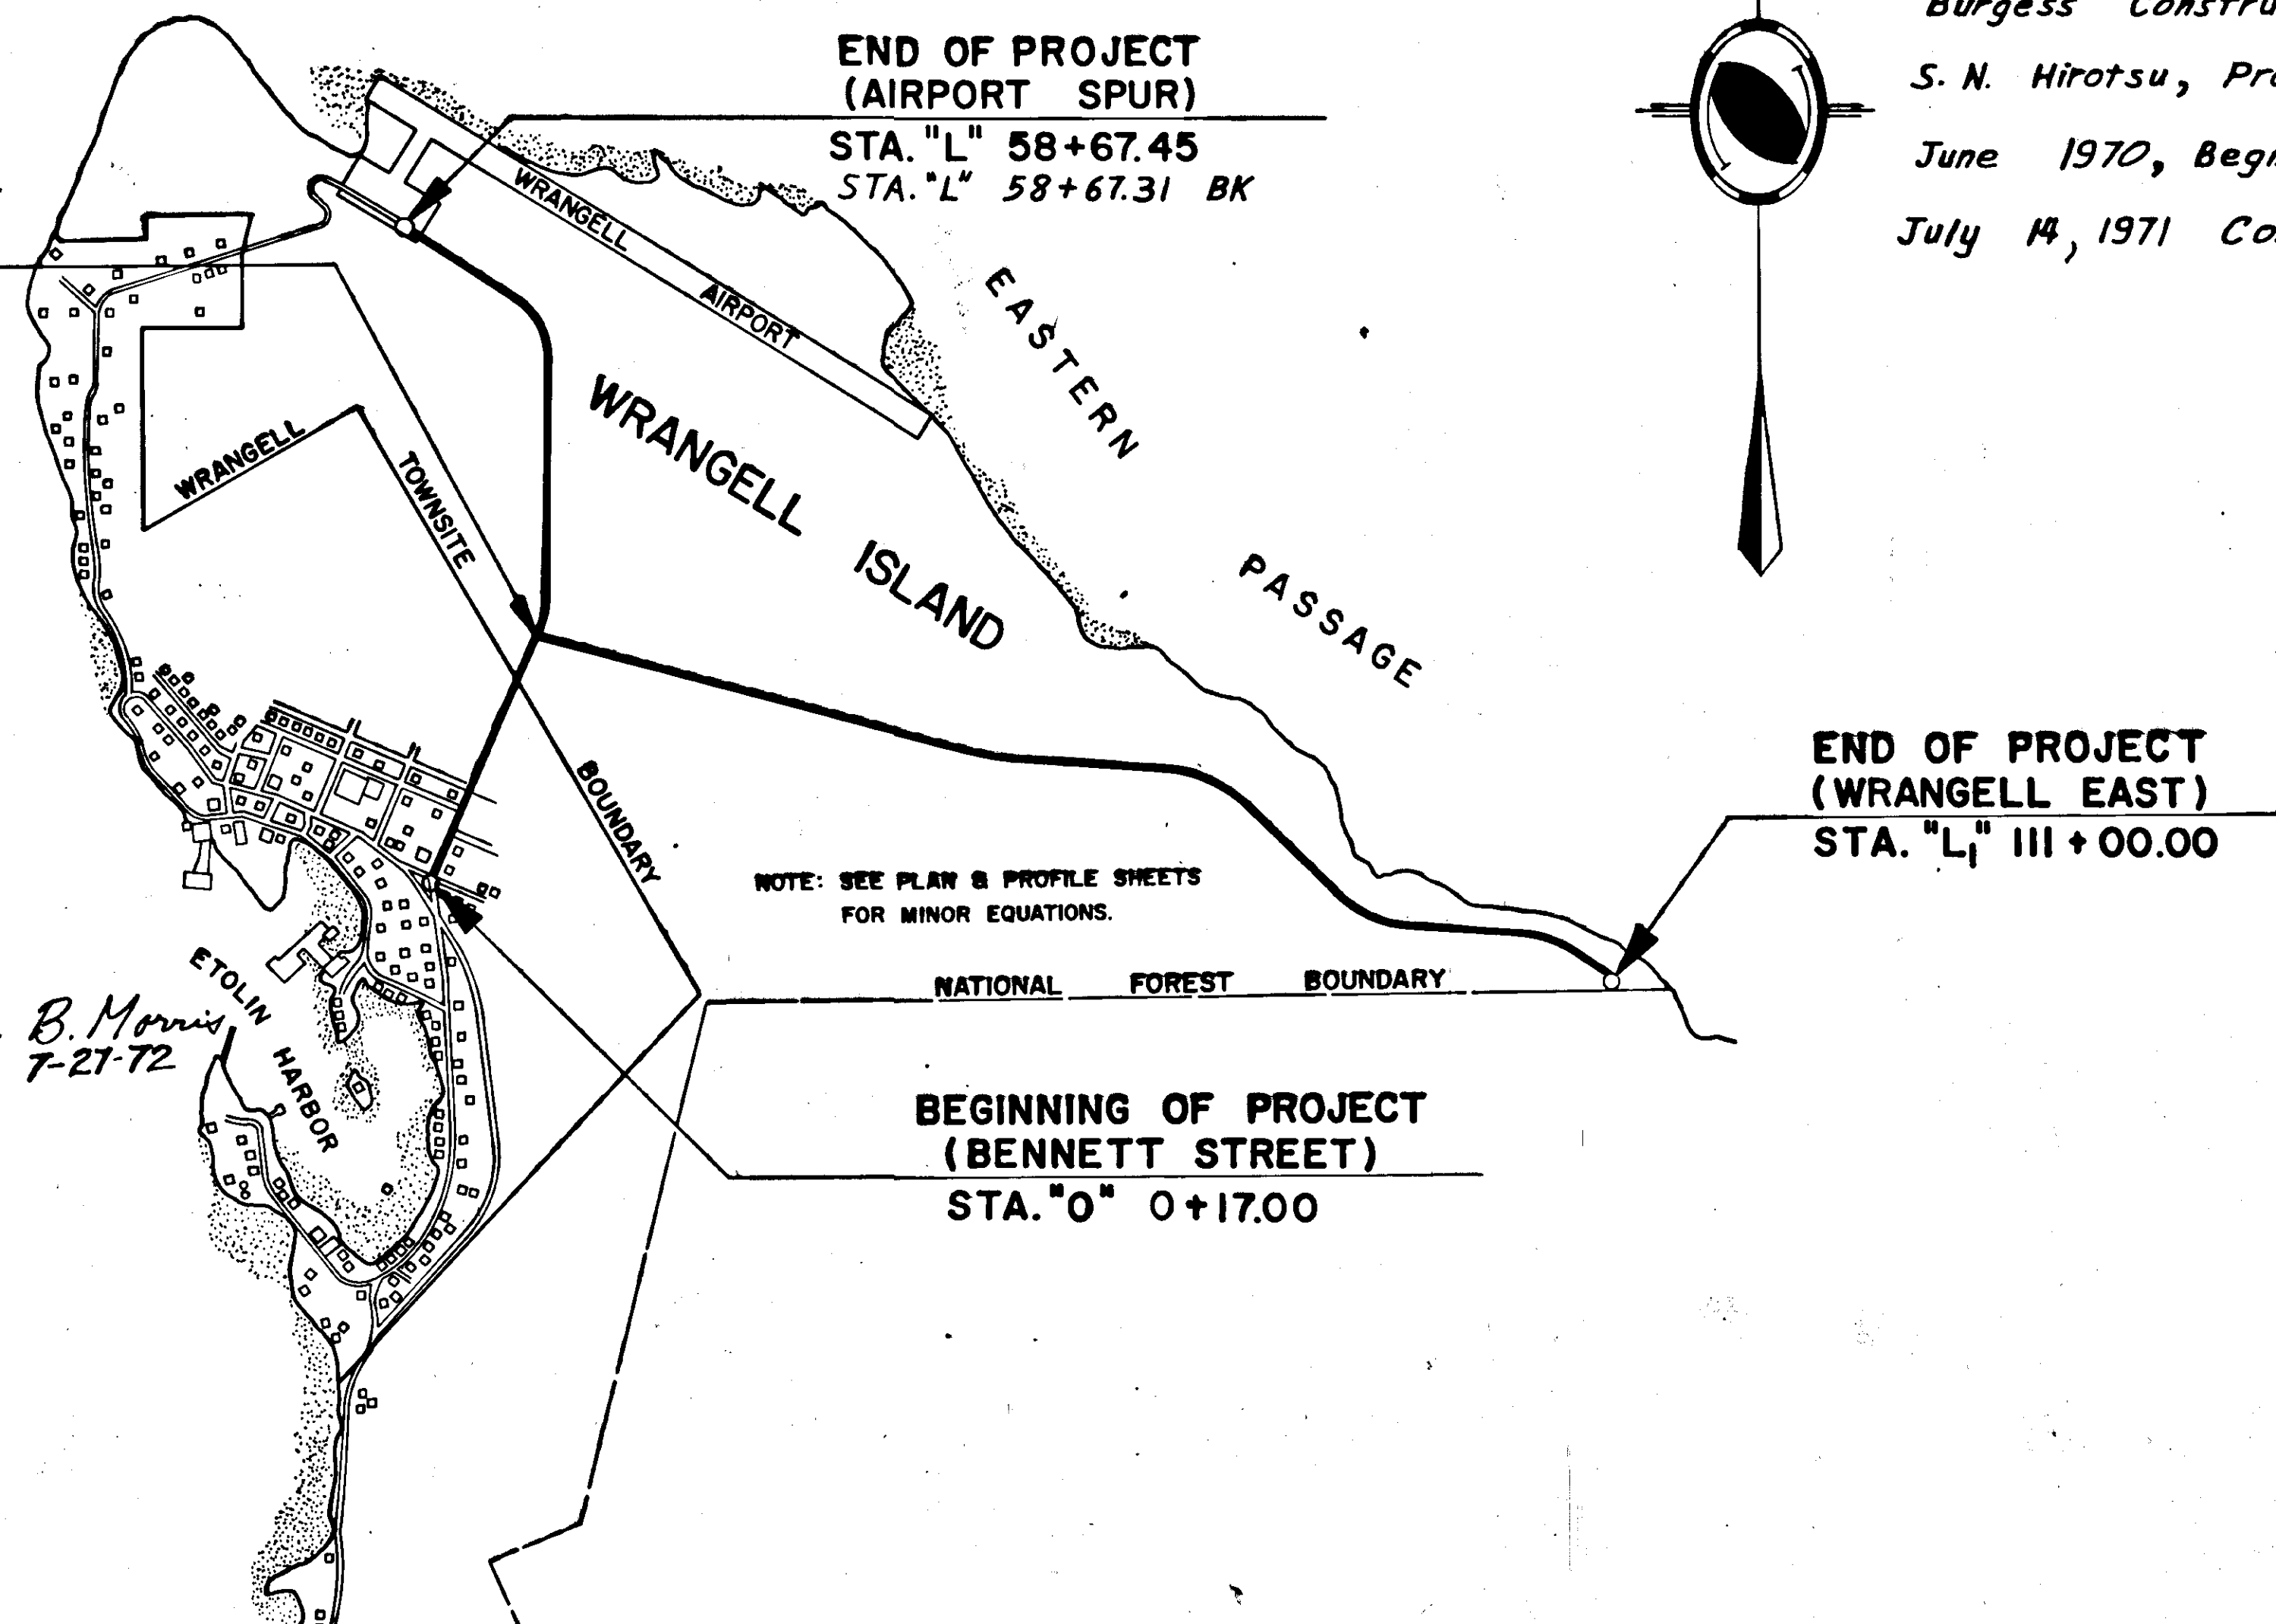 Burgess
S. N. Hirotsu,
June 1970,
July 14, 1971
END OF PROJECT
(AIRPORT SPUR)
STA. "L" 58+67.45
STA. "L" 58+67.31 BK
WRANGELL
AIRPORT
EASTERN
PASSAGE
WRANGELL
ISLAND
WRANGELL
TOWNSITE
BOUNDARY
END OF PROJECT
(WRANGELL EAST)
STA. "L1" 111+00.00
NOTE: SEE PLAN & PROFILE SHEETS
FOR MINOR EQUATIONS.
NATIONAL FOREST BOUNDARY
ETOLIN
HARBOR
B. Morris
7-27-72
BEGINNING OF PROJECT
(BENNETT STREET)
STA. "O" 0+17.00